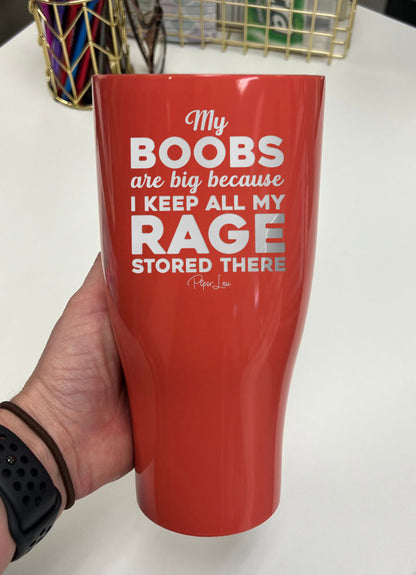 My
BOOBS
are big because
I KEEP ALL MY
RAGE
STORED THERE
Piper Lou